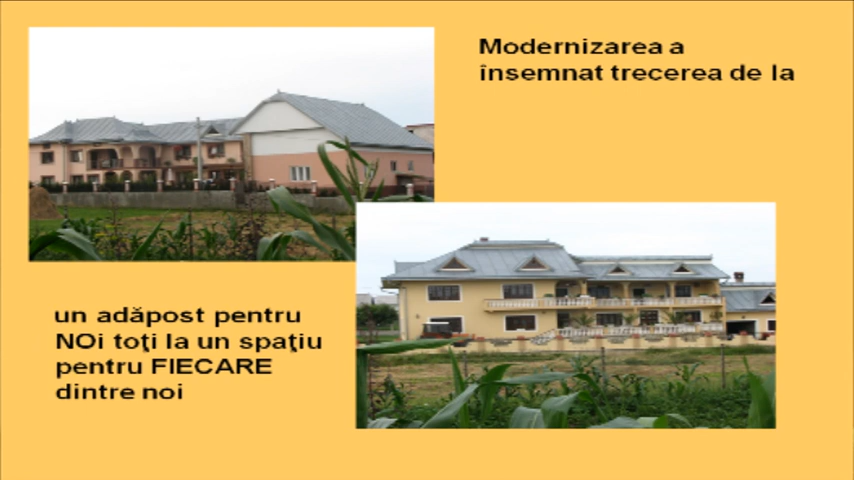 Modernizarea a
însemnat trecerea de la
un adăpost pentru
NOi toţi la un spaţiu
pentru FIECARE
dintre noi